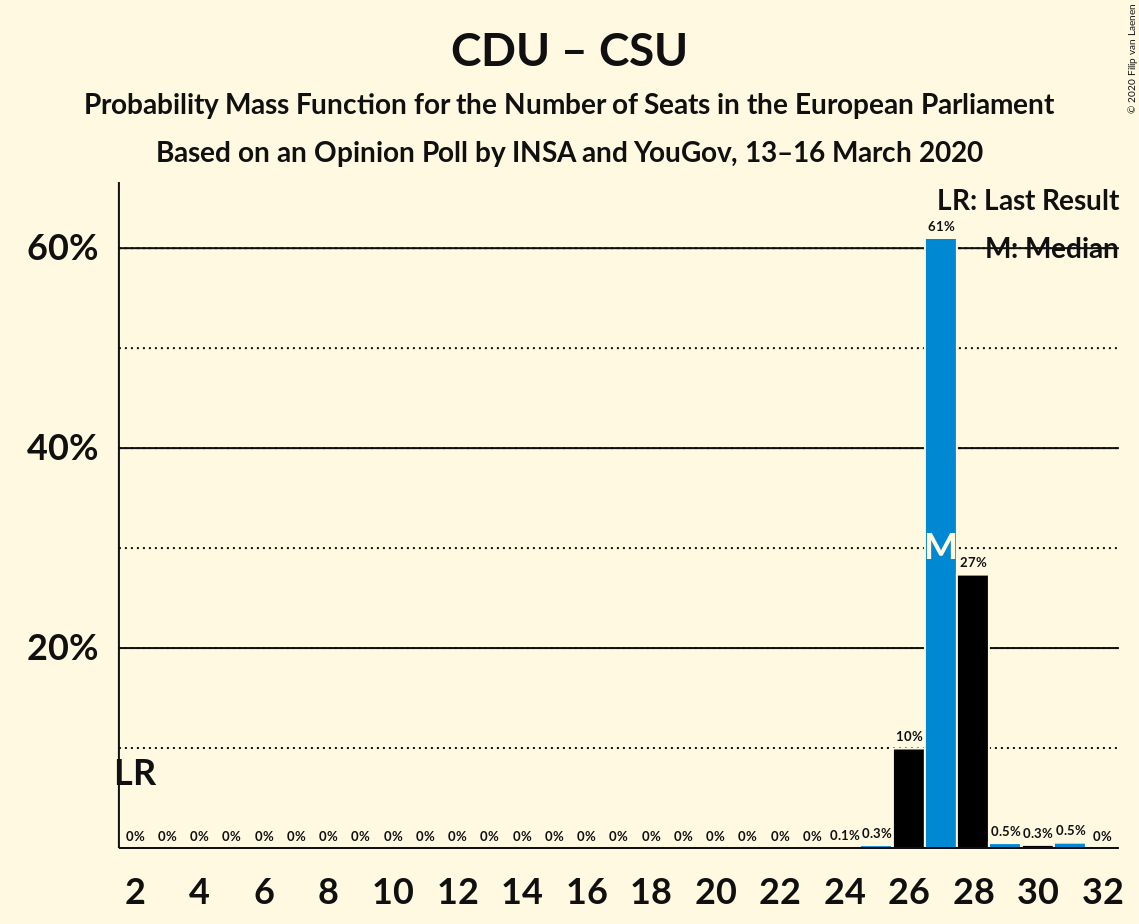 CDU – CSU
Probability Mass Function for the Number of Seats in the European Parliament
Based on an Opinion Poll by INSA and YouGov, 13–16 March 2020
© 2020 Filip van Laenen
LR: Last Result
M: Median
61%
60%
40%
M
27%
20%
10%
LR
0% 0% 0% 0% 0% 0% 0% 0% 0% 0% 0% 0% 0% 0% 0% 0% 0% 0% 0% 0% 0% 0% 0.1% 0.3% 0.5% 0.3% 0.5% 0%
2 4 6 8 10 12 14 16 18 20 22 24 26 28 30 32